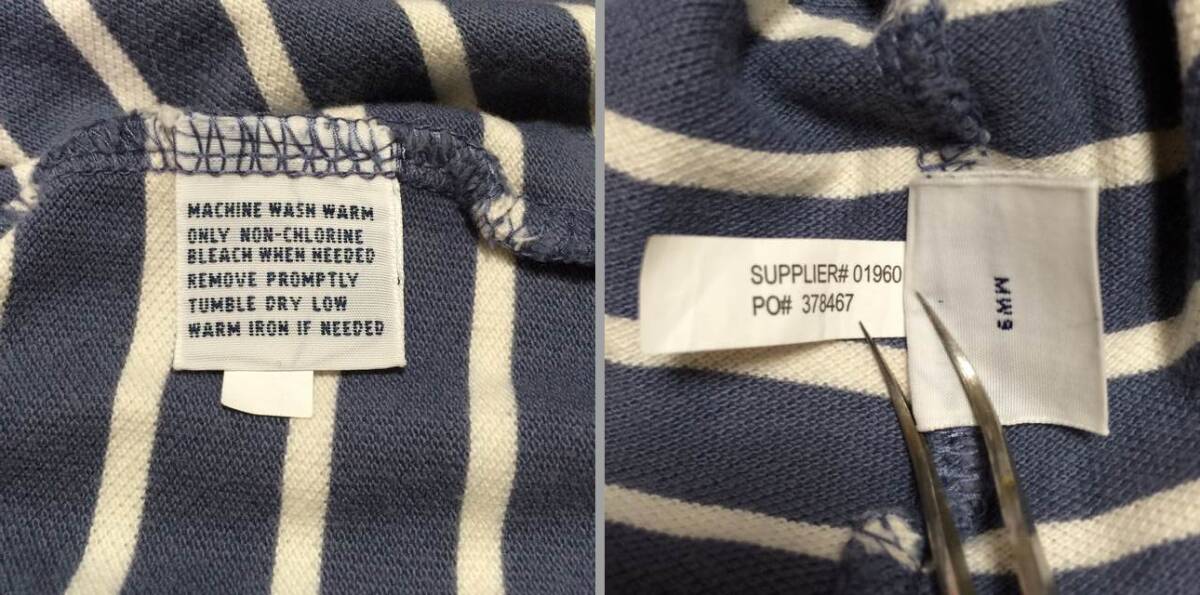 MACHINE WASH WARM
ONLY NON-CHLORINE
BLEACH WHEN NEEDED
REMOVE PROMPTLY
TUMBLE DRY LOW
WARM IRON IF NEEDED
SUPPLIER# 01960
PO# 378467
MW9